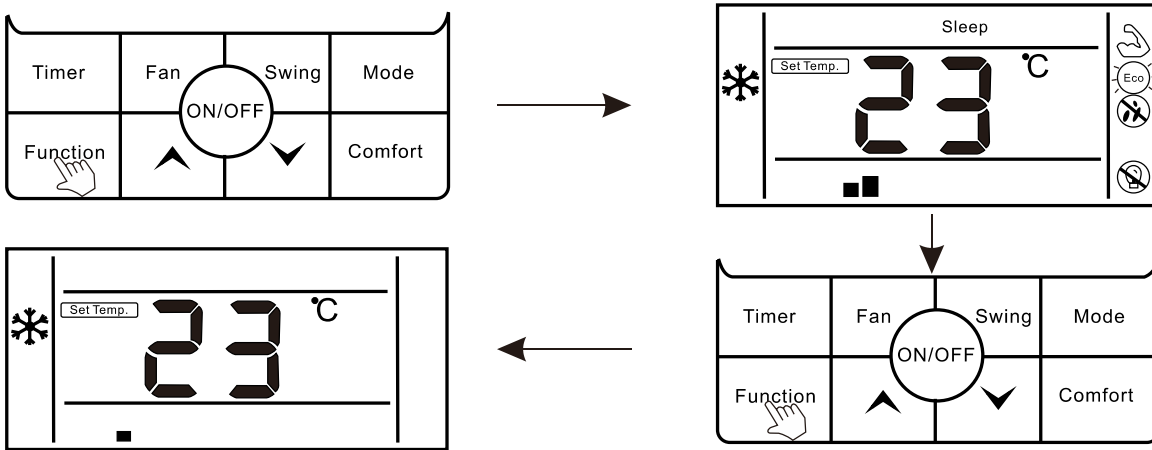 Timer Fan Swing Mode
ON/OFF
Function Comfort
Sleep
Set Temp. 23 °C
Eco
Set Temp. 23 °C
Timer Fan Swing Mode
ON/OFF
Function Comfort